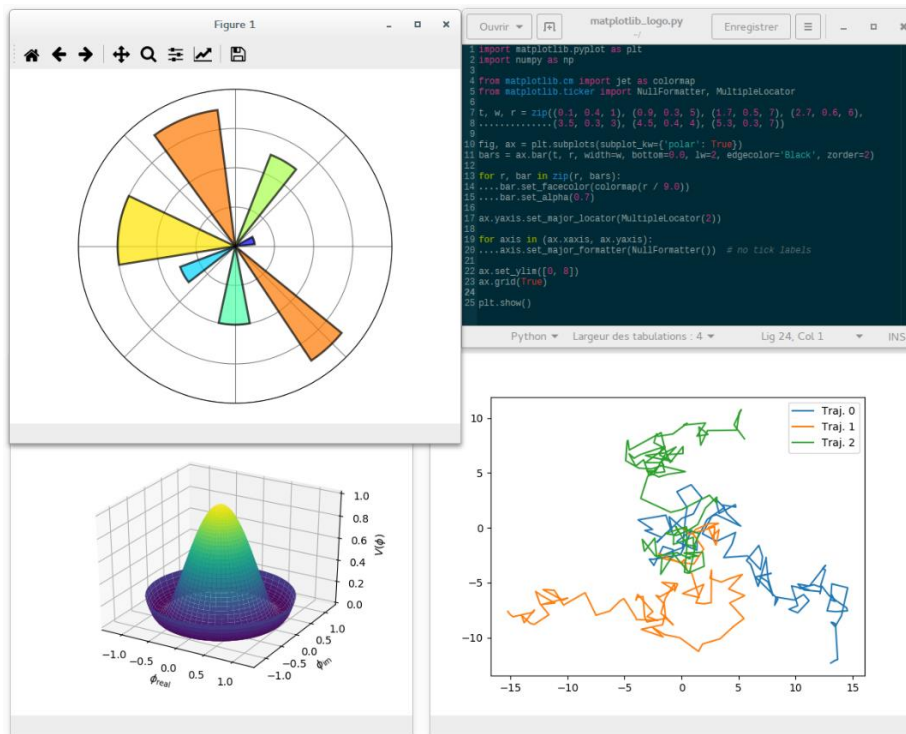 Figure 1
Ouvrir
matplotlib_logo.py
~/
Enregistrer
1 import matplotlib.pyplot as plt
2 import numpy as np
3
4 from matplotlib.cm import jet as colormap
5 from matplotlib.ticker import NullFormatter, MultipleLocator
6
7 t, w, r = zip((0.1, 0.4, 1), (0.9, 0.3, 5), (1.7, 0.5, 7), (2.7, 0.6, 6),
8 ..............(3.5, 0.3, 3), (4.5, 0.4, 4), (5.3, 0.3, 7))
9
10 fig, ax = plt.subplots(subplot_kw={'polar': True})
11 bars = ax.bar(t, r, width=w, bottom=0.0, lw=2, edgecolor='Black', zorder=2)
12
13 for r, bar in zip(r, bars):
14 ....bar.set_facecolor(colormap(r / 9.0))
15 ....bar.set_alpha(0.7)
16
17 ax.yaxis.set_major_locator(MultipleLocator(2))
18
19 for axis in (ax.xaxis, ax.yaxis):
20 ....axis.set_major_formatter(NullFormatter())  # no tick labels
21
22 ax.set_ylim([0, 8])
23 ax.grid(True)
24
25 plt.show()
Python
Largeur des tabulations : 4
Lig 24, Col 1
INS
1.0
0.8
0.6
0.4
0.2
0.0
V(ϕ)
−1.0
−0.5
0.0
0.5
1.0
ϕreal
−1.0
−0.5
0.0
0.5
1.0
ϕim
Traj. 0
Traj. 1
Traj. 2
10
5
0
−5
−10
−15
−10
−5
0
5
10
15